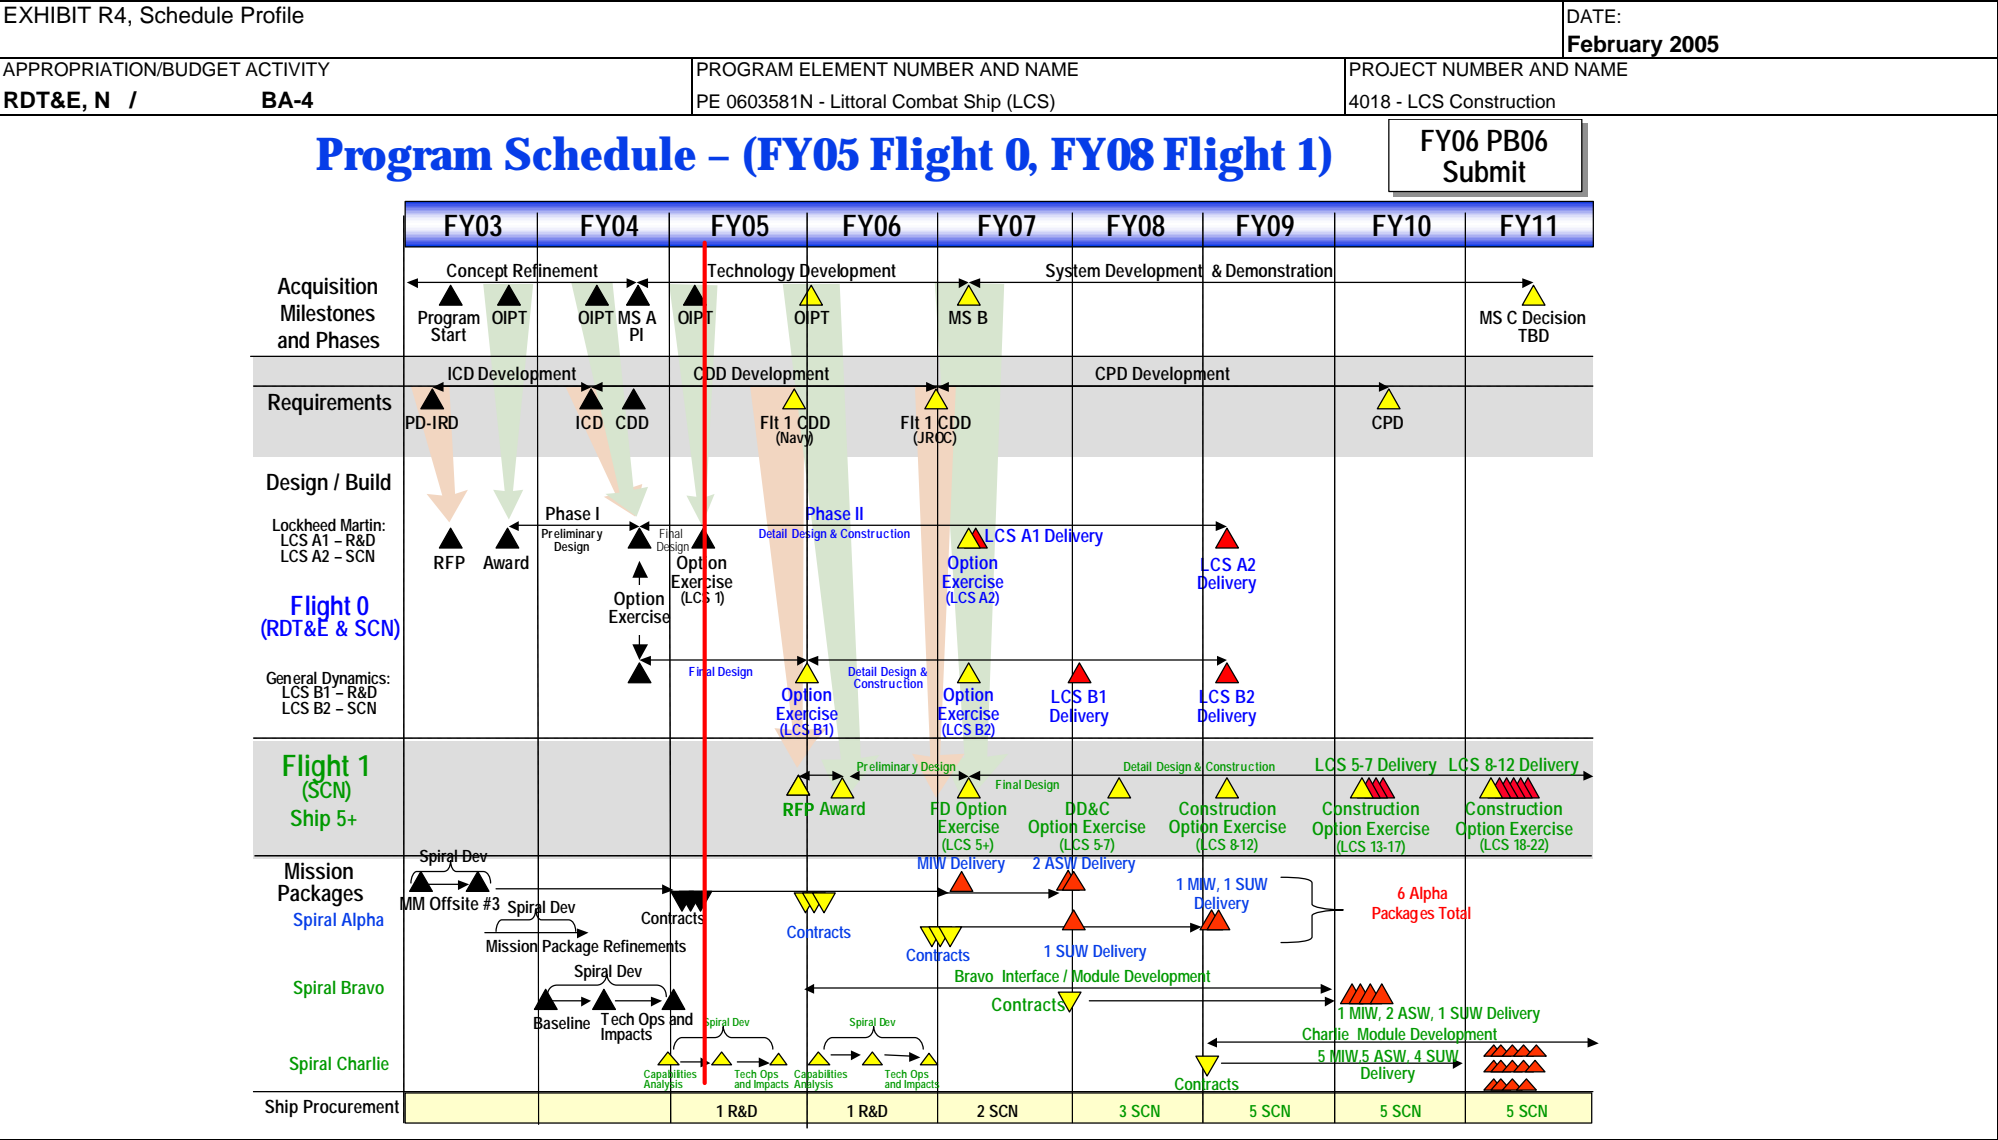 EXHIBIT R4, Schedule Profile
DATE:
February 2005
APPROPRIATION/BUDGET ACTIVITY
PROGRAM ELEMENT NUMBER AND NAME
PROJECT NUMBER AND NAME
RDT&E, N / BA-4
PE 0603581N - Littoral Combat Ship (LCS)
4018 - LCS Construction
Program Schedule – (FY05 Flight 0, FY08 Flight 1)
FY06 PB06
Submit
FY03 FY04 FY05 FY06 FY07 FY08 FY09 FY10 FY11
Acquisition
Milestones
and Phases
Concept Refinement
Technology Development
System Development & Demonstration
Program
Start
OIPT
OIPT
MS A
PI
OIPT
OIPT
MS B
MS C Decision
TBD
Requirements
ICD Development
CDD Development
CPD Development
PD-IRD
ICD
CDD
Flt 1 CDD
(Navy)
Flt 1 CDD
(JROC)
CPD
Design / Build
Lockheed Martin:
LCS A1 – R&D
LCS A2 – SCN
Phase I
Preliminary
Design
Final
Design
Phase II
Detail Design & Construction
RFP
Award
Option
Exercise
(LCS 1)
LCS A1 Delivery
Option
Exercise
(LCS A2)
LCS A2
Delivery
Option
Exercise
Flight 0
(RDT&E & SCN)
General Dynamics:
LCS B1 – R&D
LCS B2 – SCN
Final Design
Detail Design &
Construction
Option
Exercise
(LCS B1)
Option
Exercise
(LCS B2)
LCS B1
Delivery
LCS B2
Delivery
Flight 1
(SCN)
Ship 5+
Preliminary Design
Final Design
Detail Design & Construction
LCS 5-7 Delivery
LCS 8-12 Delivery
RFP
Award
FD Option
Exercise
(LCS 5+)
DD&C
Option Exercise
(LCS 5-7)
Construction
Option Exercise
(LCS 8-12)
Construction
Option Exercise
(LCS 13-17)
Construction
Option Exercise
(LCS 18-22)
Mission
Packages
Spiral Alpha
Spiral Dev
MM Offsite #3
Spiral Dev
Mission Package Refinements
Contracts
Contracts
Contracts
MIW Delivery
2 ASW Delivery
1 SUW Delivery
1 MIW, 1 SUW
Delivery
6 Alpha
Packages Total
Spiral Bravo
Spiral Dev
Baseline
Tech Ops and
Impacts
Bravo Interface / Module Development
Contracts
1 MIW, 2 ASW, 1 SUW Delivery
Spiral Charlie
Spiral Dev
Capabilities
Analysis
Tech Ops
and Impacts
Spiral Dev
Capabilities
Analysis
Tech Ops
and Impacts
Charlie Module Development
Contracts
5 MIW,5 ASW, 4 SUW
Delivery
Ship Procurement
1 R&D 1 R&D 2 SCN 3 SCN 5 SCN 5 SCN 5 SCN